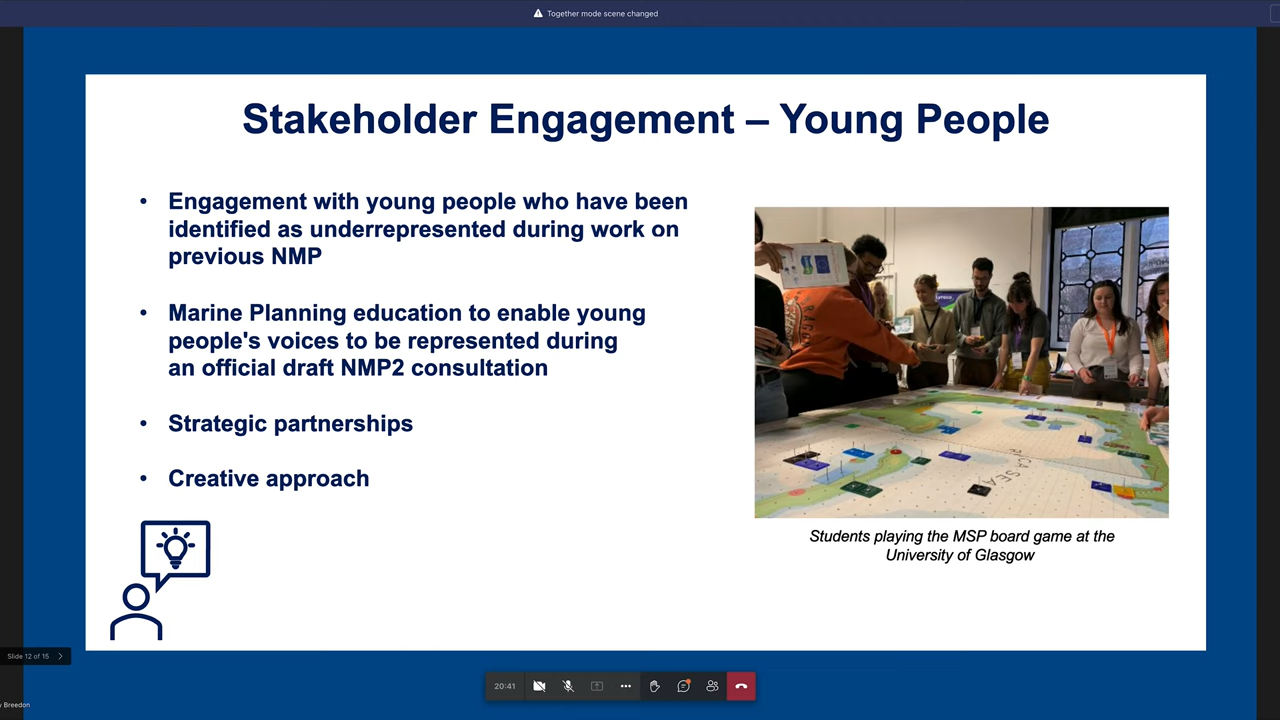 Together mode scene changed
Stakeholder Engagement – Young People
• Engagement with young people who have been
identified as underrepresented during work on
previous NMP
• Marine Planning education to enable young
people's voices to be represented during
an official draft NMP2 consultation
• Strategic partnerships
• Creative approach
Students playing the MSP board game at the
University of Glasgow
Slide 12 of 15
20:41
Breedon